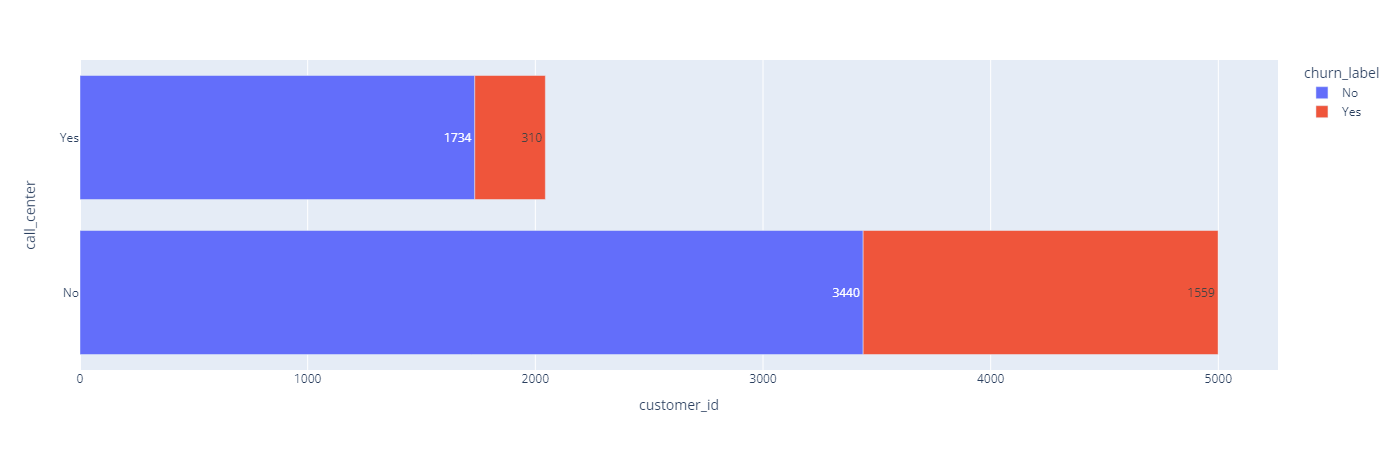 churn_label
No
Yes
call_center
Yes
1734
310
No
3440
1559
0
1000
2000
3000
4000
5000
customer_id